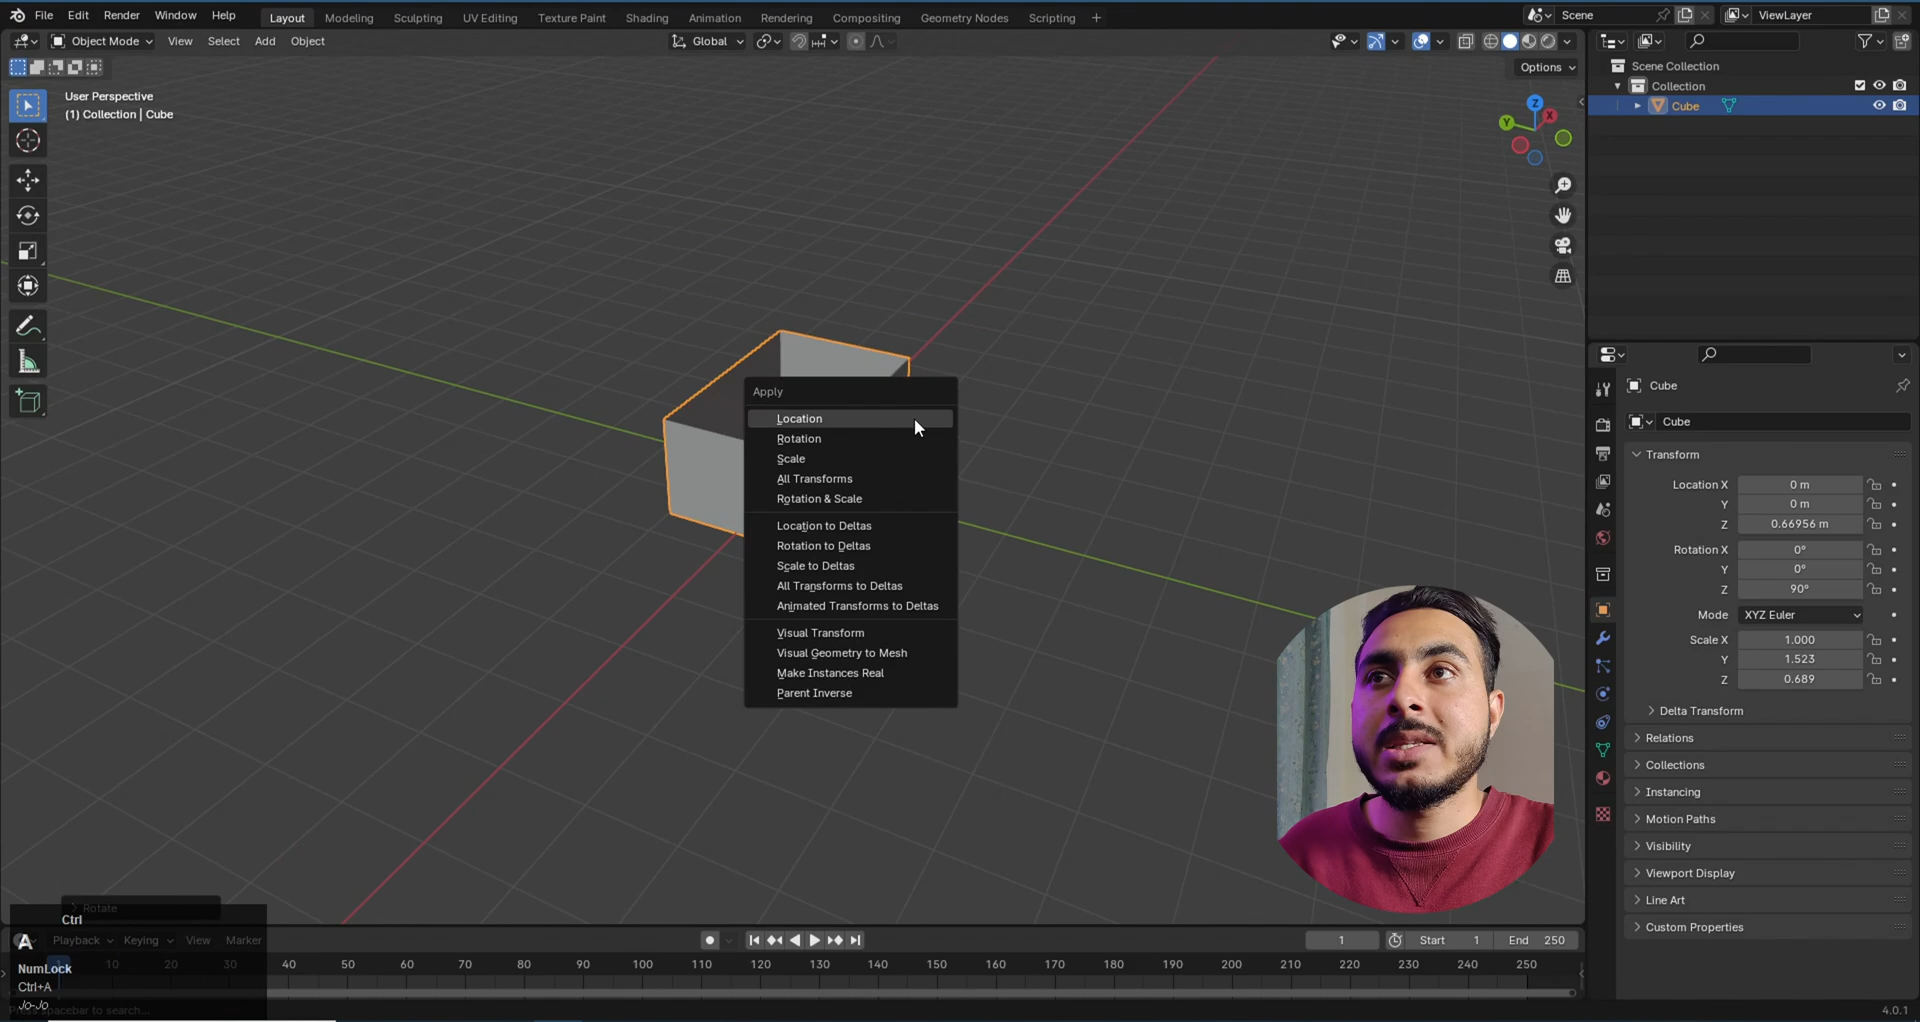 File Edit Render Window Help Layout Modeling Sculpting UV Editing Texture Paint Shading Animation Rendering Compositing Geometry Nodes Scripting + Scene ViewLayer
Object Mode View Select Add Object Global
Options
User Perspective
(1) Collection | Cube
Z
Y
X
Scene Collection
Collection
Cube
Apply
Location
Rotation
Scale
All Transforms
Rotation & Scale
Location to Deltas
Rotation to Deltas
Scale to Deltas
All Transforms to Deltas
Animated Transforms to Deltas
Visual Transform
Visual Geometry to Mesh
Make Instances Real
Parent Inverse
Cube
Cube
Transform
Location X 0 m
Y 0 m
Z 0.66956 m
Rotation X 0°
Y 0°
Z 90°
Mode XYZ Euler
Scale X 1.000
Y 1.523
Z 0.689
Delta Transform
Relations
Collections
Instancing
Motion Paths
Visibility
Viewport Display
Line Art
Custom Properties
Rotate
Ctrl
A
NumLock
Ctrl+A
Jo-Jo
Playback Keying View Marker 1 Start 1 End 250
1 10 20 30 40 50 60 70 80 90 100 110 120 130 140 150 160 170 180 190 200 210 220 230 240 250
Press spacebar to search...
4.0.1